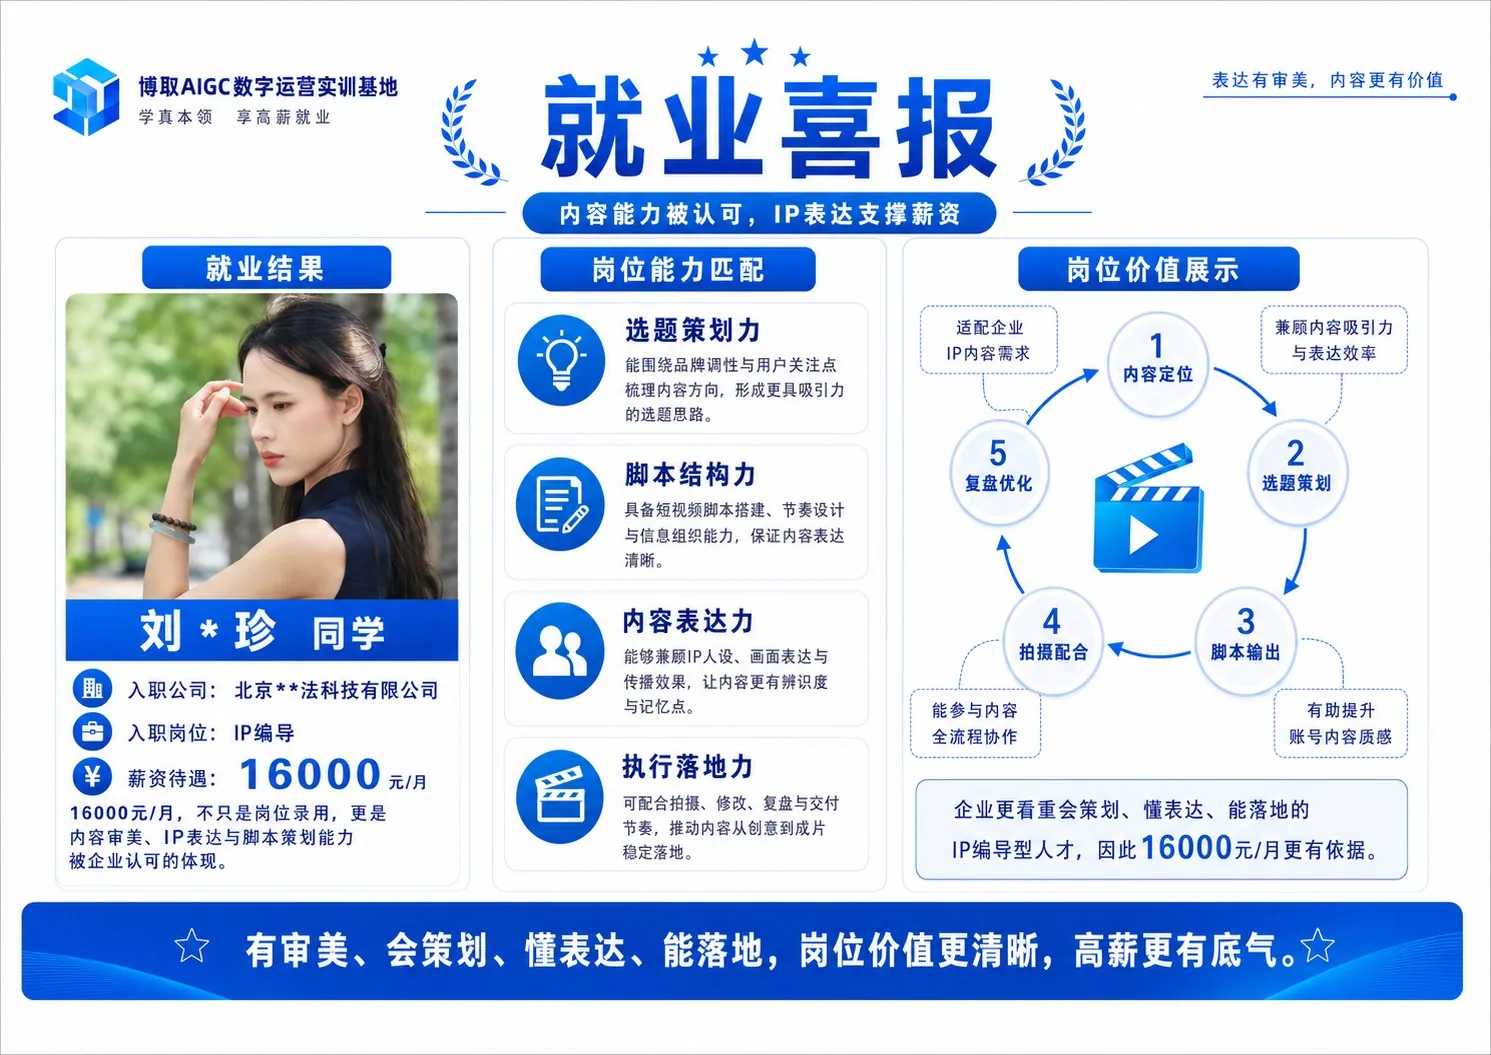 博取AIGC数字运营实训基地
学真本领 享高薪就业
就业喜报
表达有审美，内容更有价值
内容能力被认可，IP表达支撑薪资
就业结果
刘*珍 同学
入职公司： 北京**法科技有限公司
入职岗位： IP编导
¥ 薪资待遇： 16000 元/月
16000元/月，不只是岗位录用，更是
内容审美、IP表达与脚本策划能力
被企业认可的体现。
岗位能力匹配
选题策划力
能围绕品牌调性与用户关注点
梳理内容方向，形成更具吸引力
的选题思路。
脚本结构力
具备短视频脚本搭建、节奏设计
与信息组织能力，保证内容表达
清晰。
内容表达力
能够兼顾IP人设、画面表达与
传播效果，让内容更有辨识度
与记忆点。
执行落地力
可配合拍摄、修改、复盘与交付
节奏，推动内容从创意到成片
稳定落地。
岗位价值展示
适配企业
IP内容需求
1
内容定位
兼顾内容吸引力
与表达效率
5
复盘优化
2
选题策划
4
拍摄配合
3
脚本输出
能参与内容
全流程协作
有助提升
账号内容质感
企业更看重会策划、懂表达、能落地的
IP编导型人才，因此16000元/月更有依据。
有审美、会策划、懂表达、能落地，岗位价值更清晰，高薪更有底气。